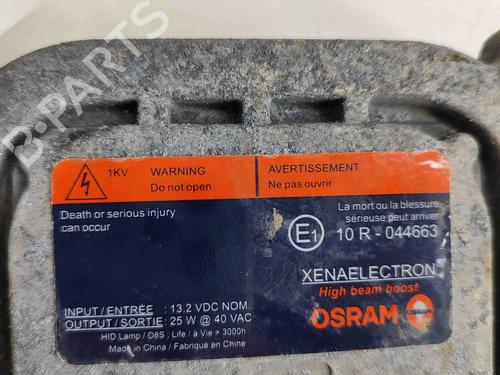 B-PARTS
1KV
WARNING
Do not open
AVERTISSEMENT
Ne pas ouvrir
Death or serious injury
can occur
La mort ou la blessure
sérieuse peut arriver
E1
10 R - 044663
XENAELECTRON
High beam boost
OSRAM
OSRAM
INPUT / ENTRÉE : 13.2 VDC NOM.
OUTPUT / SORTIE : 25 W @ 40 VAC
HID Lamp / D8S ; Life / à Vie > 3000h
Made in China / Fabriqué en Chine